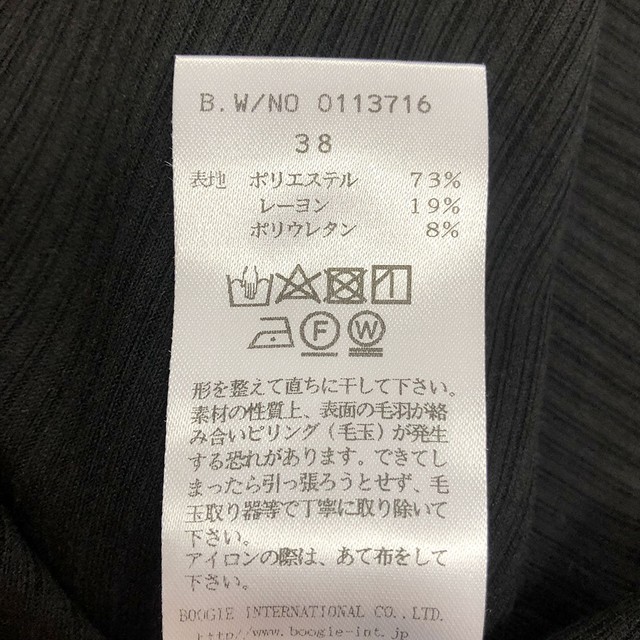 B.W/NO 0113716
38
表地 ポリエステル 73%
レーヨン 19%
ポリウレタン 8%
F W
形を整えて直ちに干して下さい。
素材の性質上、表面の毛羽が絡
み合いピリング(毛玉)が発生
する恐れがあります。できてし
まったら引っ張ろうとせず、毛
玉取り器等で丁寧に取り除いて
下さい。
アイロンの際は、あて布をして
下さい。
BOOGIE INTERNATIONAL CO.,LTD.
http://www.boogie-int.jp